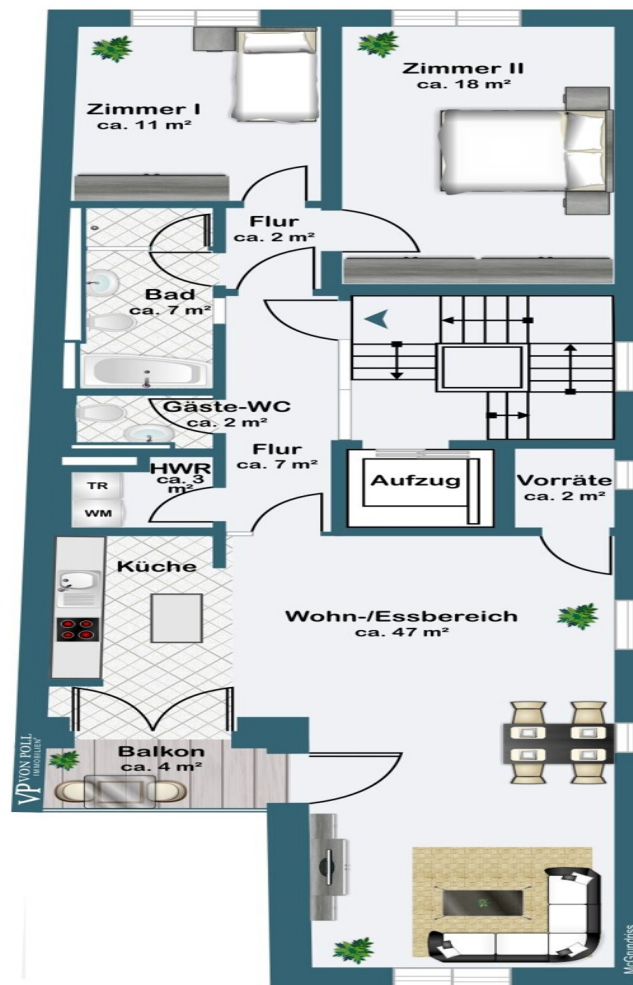 Zimmer I
ca. 11 m²
Zimmer II
ca. 18 m²
Flur
ca. 2 m²
Bad
ca. 7 m²
Gäste-WC
ca. 2 m²
Flur
ca. 7 m²
HWR
ca. 3
m²
TR
WM
Aufzug
Vorräte
ca. 2 m²
Küche
Wohn-/Essbereich
ca. 47 m²
Balkon
ca. 4 m²
VP VON POLL
IMMOBILIEN
McGrundriss